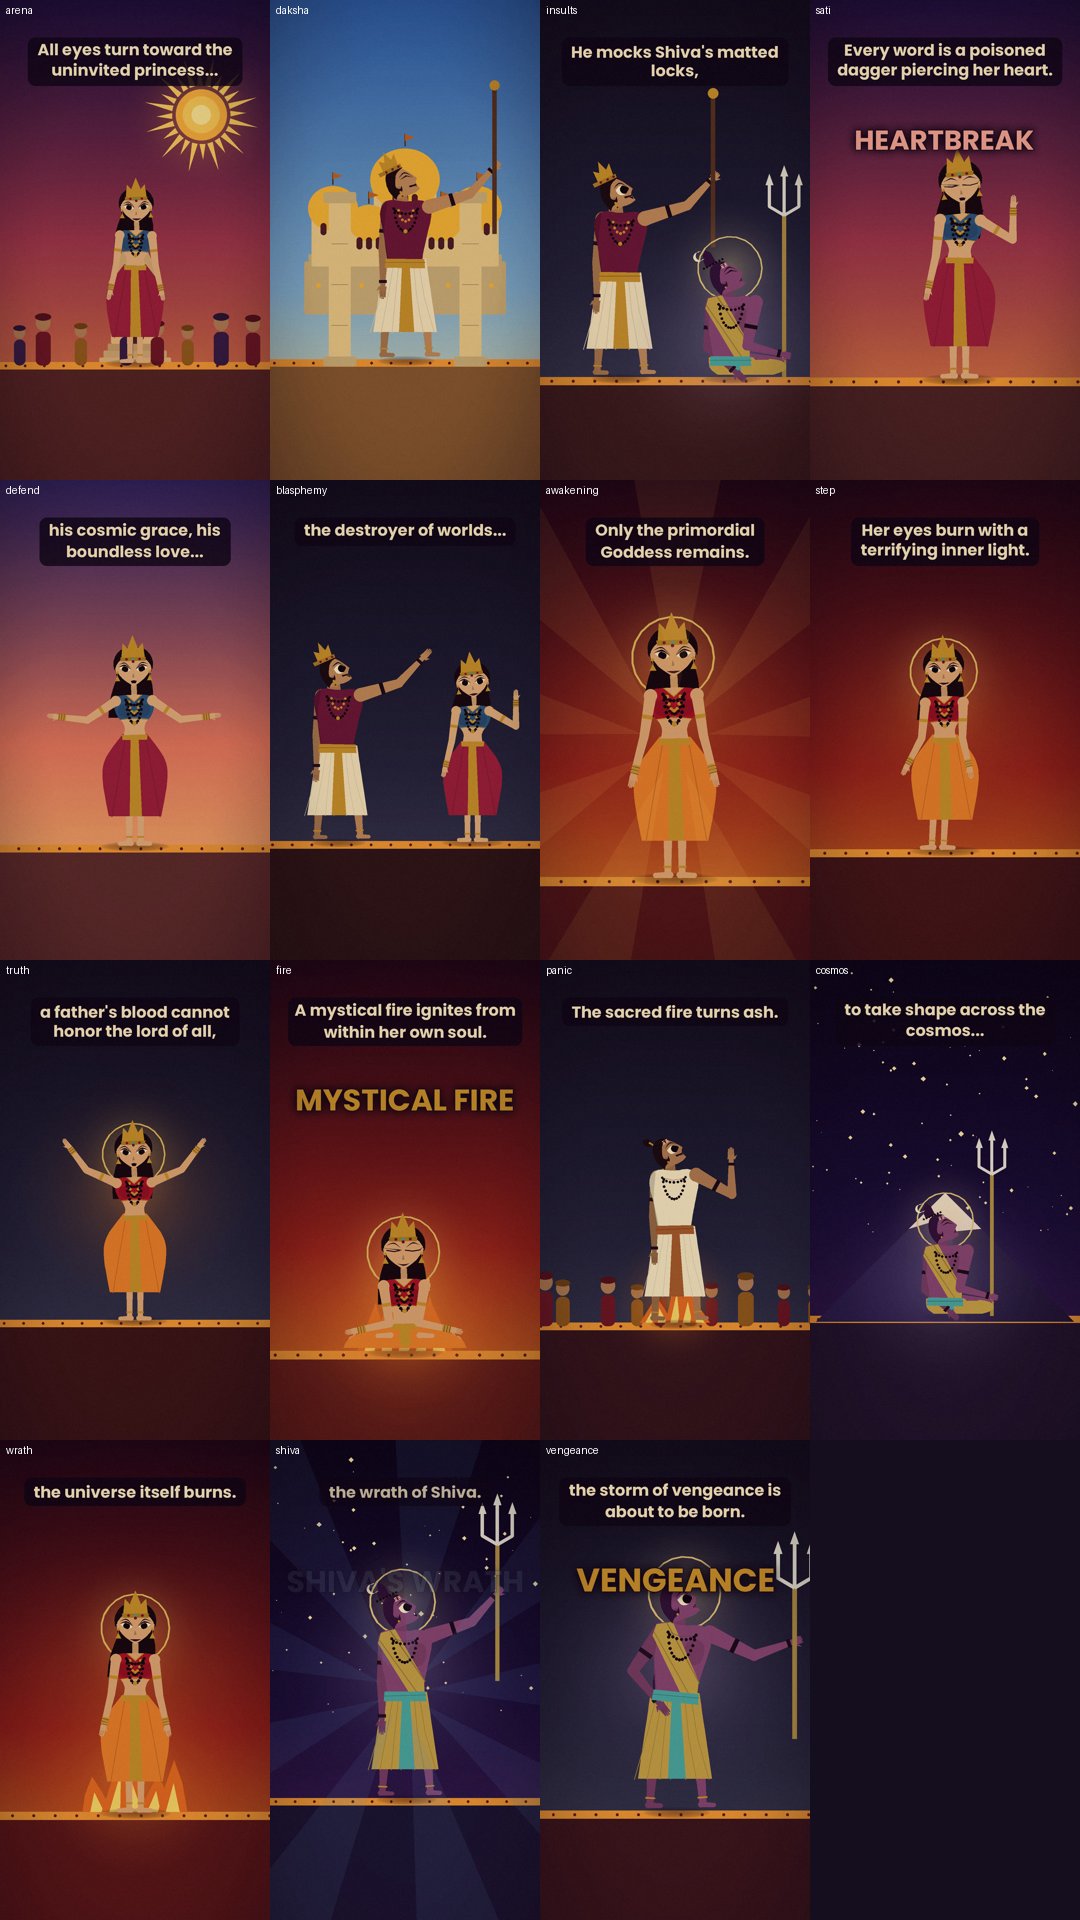 arena
All eyes turn toward the
uninvited princess...
daksha
insults
He mocks Shiva's matted
locks,
sati
Every word is a poisoned
dagger piercing her heart.
HEARTBREAK
defend
his cosmic grace, his
boundless love...
blasphemy
the destroyer of worlds...
awakening
Only the primordial
Goddess remains.
step
Her eyes burn with a
terrifying inner light.
truth
a father's blood cannot
honor the lord of all,
fire
A mystical fire ignites from
within her own soul.
MYSTICAL FIRE
panic
The sacred fire turns ash.
cosmos
to take shape across the
cosmos...
wrath
the universe itself burns.
shiva
the wrath of Shiva.
SHIVA'S WRATH
vengeance
the storm of vengeance is
about to be born.
VENGEANCE